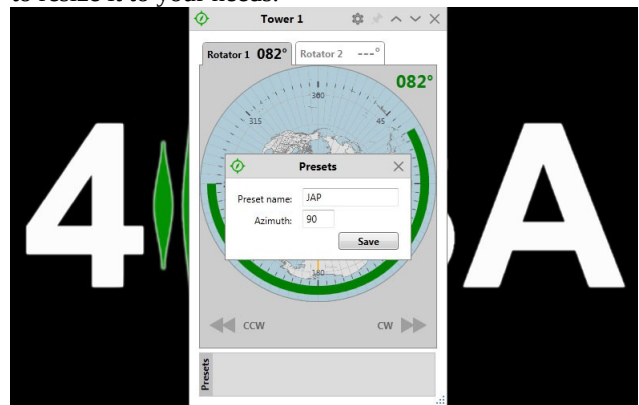 to resize it to your needs.
Tower 1
Rotator 1 082° Rotator 2 ---°
082°
360
315 45
Presets
Preset name: JAP
Azimuth: 90
Save
180
CCW CW
Presets
4 A